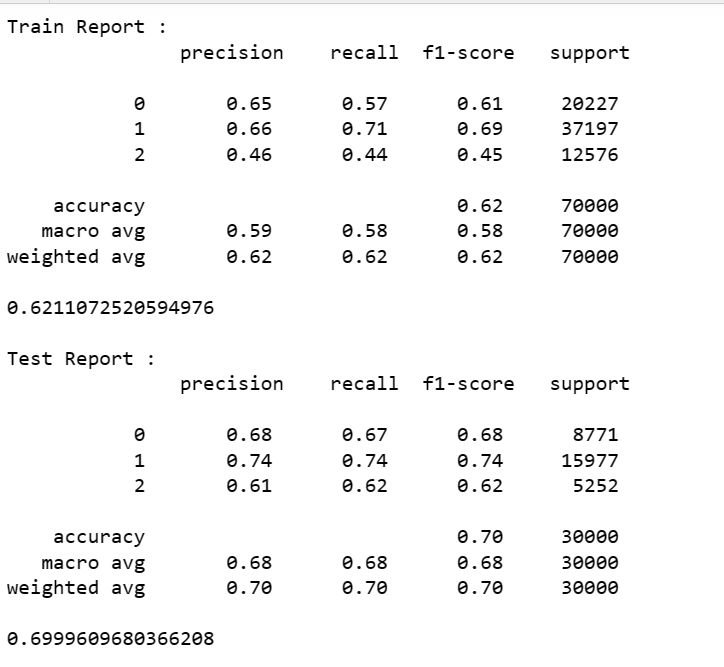 Train Report :
precision recall f1-score support
0 0.65 0.57 0.61 20227
1 0.66 0.71 0.69 37197
2 0.46 0.44 0.45 12576
accuracy 0.62 70000
macro avg 0.59 0.58 0.58 70000
weighted avg 0.62 0.62 0.62 70000
0.6211072520594976
Test Report :
precision recall f1-score support
0 0.68 0.67 0.68 8771
1 0.74 0.74 0.74 15977
2 0.61 0.62 0.62 5252
accuracy 0.70 30000
macro avg 0.68 0.68 0.68 30000
weighted avg 0.70 0.70 0.70 30000
0.6999609680366208